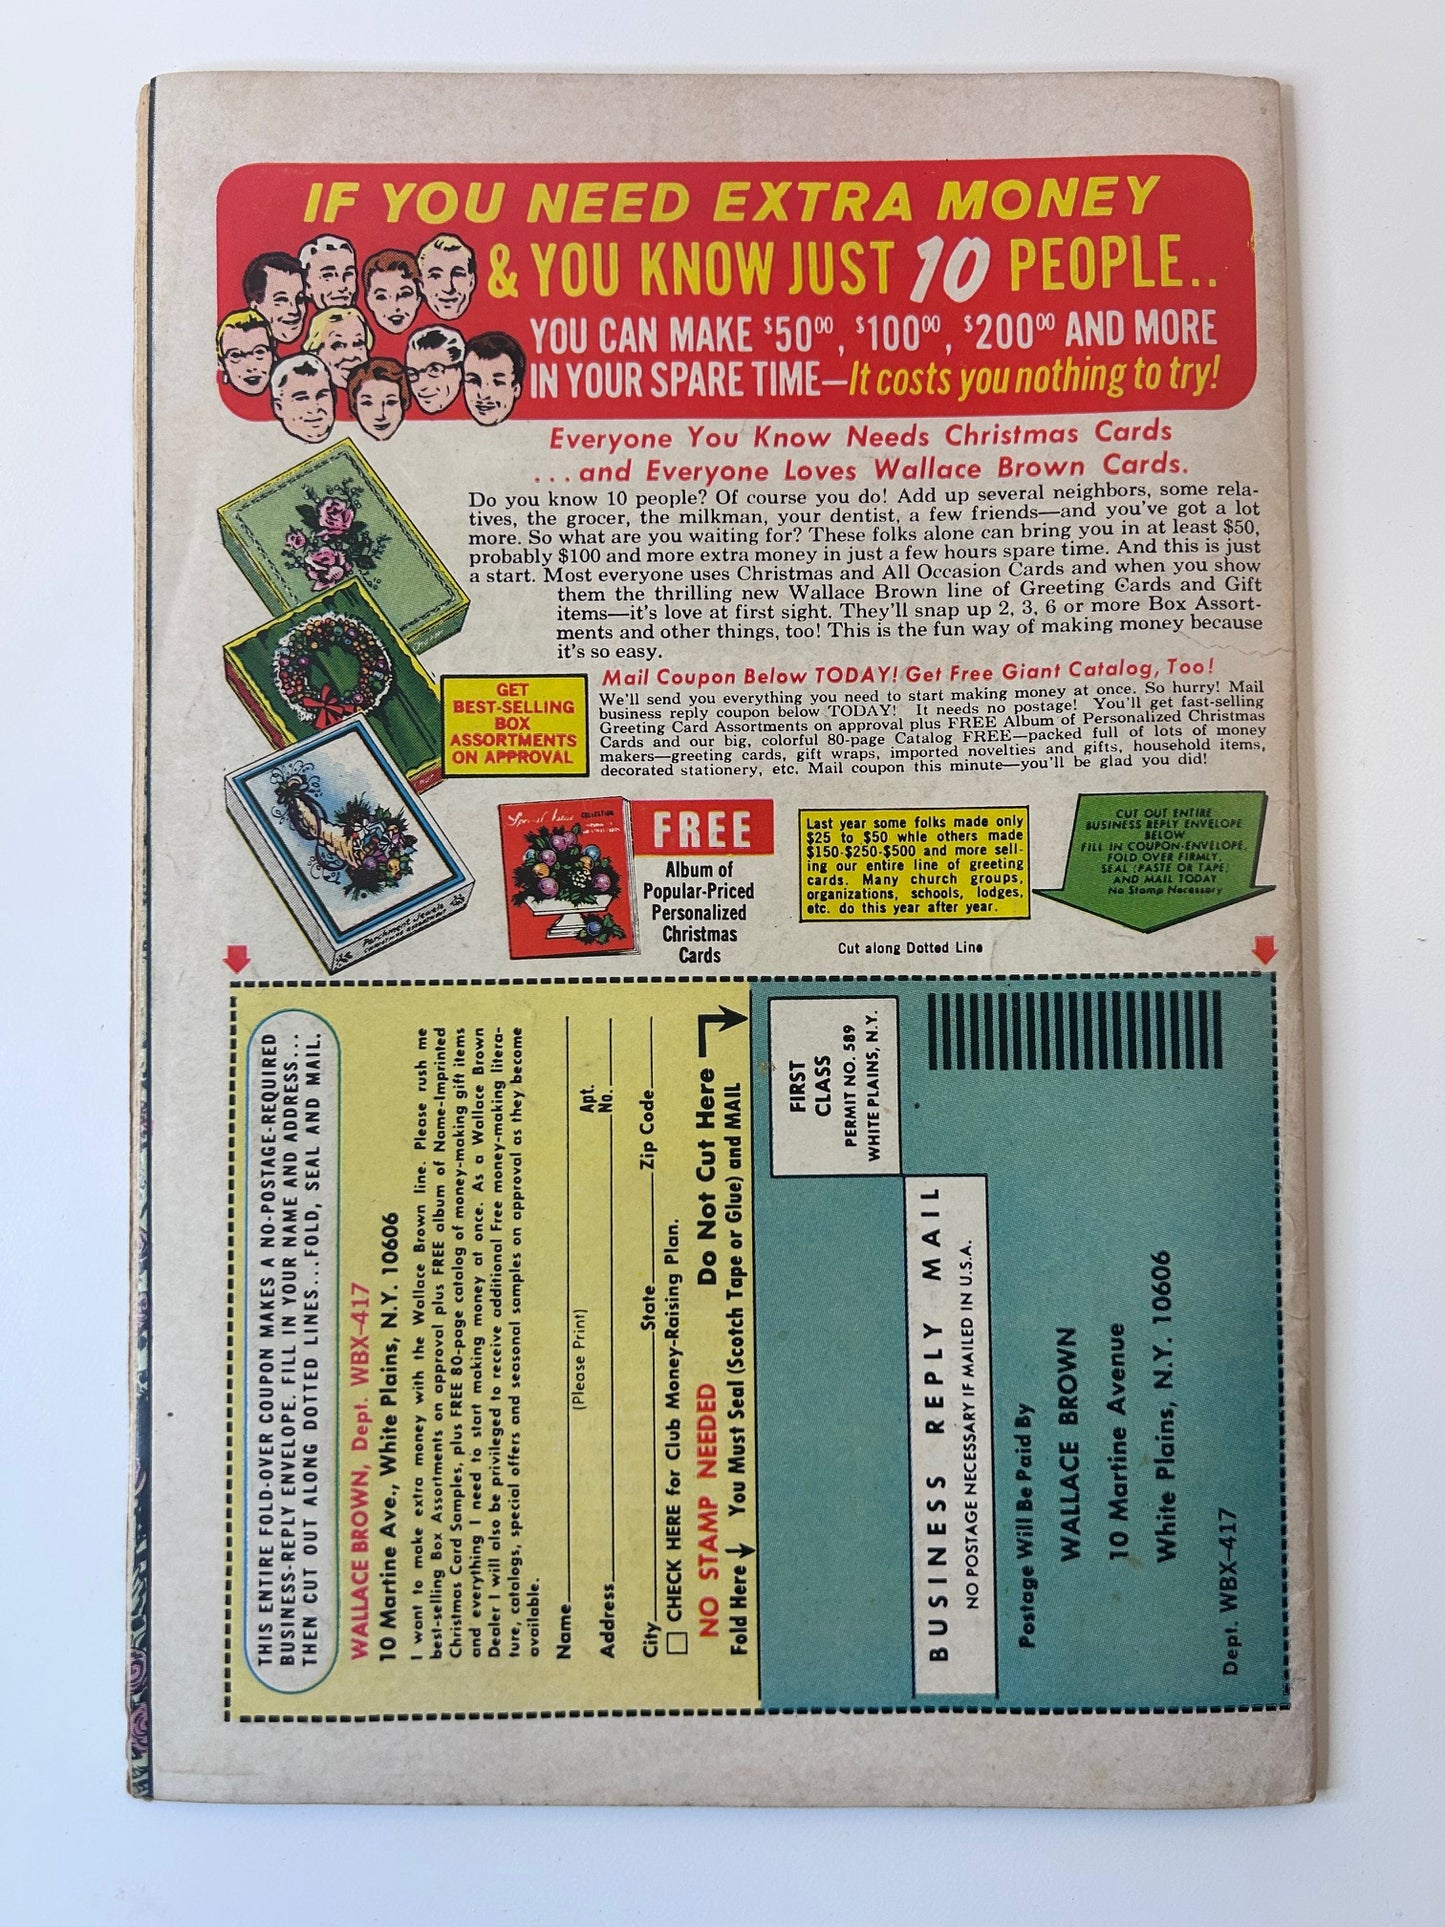 IF YOU NEED EXTRA MONEY
& YOU KNOW JUST 10 PEOPLE..
YOU CAN MAKE $50⁰⁰, $100⁰⁰, $200⁰⁰ AND MORE
IN YOUR SPARE TIME—It costs you nothing to try!
Everyone You Know Needs Christmas Cards
...and Everyone Loves Wallace Brown Cards.
Do you know 10 people? Of course you do! Add up several neighbors, some rela-
tives, the grocer, the milkman, your dentist, a few friends—and you've got a lot
more. So what are you waiting for? These folks alone can bring you in at least $50,
probably $100 and more extra money in just a few hours spare time. And this is just
a start. Most everyone uses Christmas and All Occasion Cards and when you show
them the thrilling new Wallace Brown line of Greeting Cards and Gift
items—it's love at first sight. They'll snap up 2, 3, 6 or more Box Assort-
ments and other things, too! This is the fun way of making money because
it's so easy.
Mail Coupon Below TODAY! Get Free Giant Catalog, Too!
We'll send you everything you need to start making money at once. So hurry! Mail
business reply coupon below TODAY! It needs no postage! You'll get fast-selling
Greeting Card Assortments on approval plus FREE Album of Personalized Christmas
Cards and our big, colorful 80-page Catalog FREE—packed full of lots of money
makers—greeting cards, gift wraps, imported novelties and gifts, household items,
decorated stationery, etc. Mail coupon this minute—you'll be glad you did!
GET
BEST-SELLING
BOX
ASSORTMENTS
ON APPROVAL
Parchment Jewels
CHRISTMAS ASSORTMENT
COLLECTION
FREE
Album of
Popular-Priced
Personalized
Christmas
Cards
Last year some folks made only
$25 to $50 whle others made
$150-$250-$500 and more sell-
ing our entire line of greeting
cards. Many church groups,
organizations, schools, lodges,
etc. do this year after year.
Cut along Dotted Line
CUT OUT ENTIRE
BUSINESS REPLY ENVELOPE
BELOW
FILL IN COUPON-ENVELOPE,
FOLD OVER FIRMLY,
SEAL (PASTE OR TAPE)
AND MAIL TODAY
No Stamp Necessary
THIS ENTIRE FOLD-OVER COUPON MAKES A NO-POSTAGE-REQUIRED
BUSINESS-REPLY ENVELOPE. FILL IN YOUR NAME AND ADDRESS...
THEN CUT OUT ALONG DOTTED LINES...FOLD, SEAL AND MAIL.
WALLACE BROWN, Dept. WBX-417
10 Martine Ave., White Plains, N.Y. 10606
I want to make extra money with the Wallace Brown line. Please rush me
best-selling Box Assortments on approval plus FREE album of Name-Imprinted
Christmas Card Samples, plus FREE 80-page catalog of money-making gift items
and everything I need to start making money at once. As a Wallace Brown
Dealer I will also be privileged to receive additional Free money-making litera-
ture, catalogs, special offers and seasonal samples on approval as they become
available.
Name
(Please Print)
Address Apt. No.
City State Zip Code
CHECK HERE for Club Money-Raising Plan.
NO STAMP NEEDED Do Not Cut Here
Fold Here You Must Seal (Scotch Tape or Glue) and MAIL
FIRST
CLASS
PERMIT NO. 589
WHITE PLAINS, N.Y.
BUSINESS REPLY MAIL
NO POSTAGE NECESSARY IF MAILED IN U.S.A.
Postage Will Be Paid By
WALLACE BROWN
10 Martine Avenue
White Plains, N.Y. 10606
Dept. WBX-417